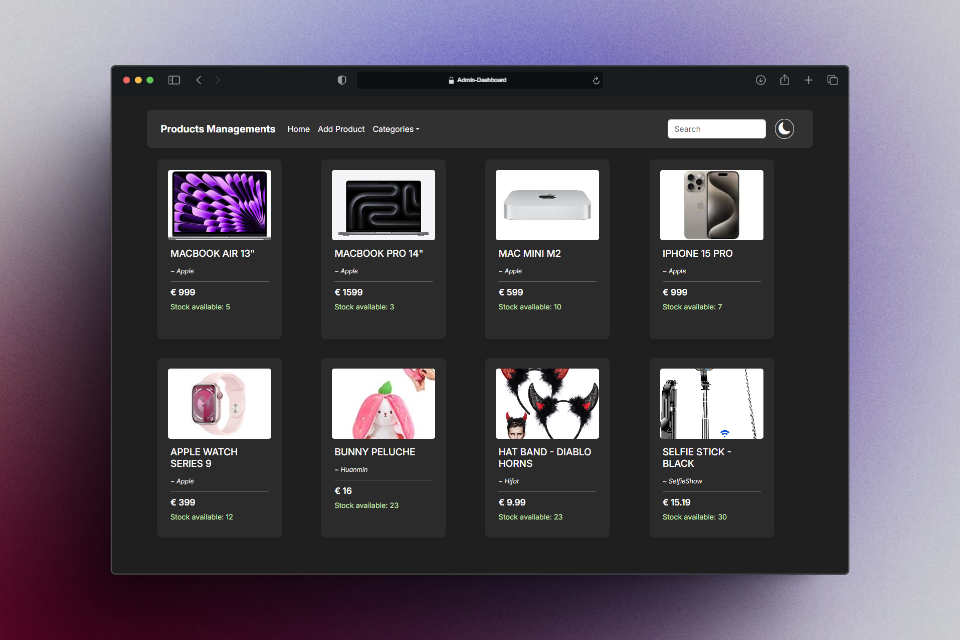 Admin-Dashboard
Products Managements Home Add Product Categories Search
MACBOOK AIR 13"
~ Apple
€ 999
Stock available: 5
MACBOOK PRO 14"
~ Apple
€ 1599
Stock available: 3
MAC MINI M2
~ Apple
€ 599
Stock available: 10
IPHONE 15 PRO
~ Apple
€ 999
Stock available: 7
APPLE WATCH
SERIES 9
~ Apple
€ 399
Stock available: 12
BUNNY PELUCHE
~ Huanmin
€ 16
Stock available: 23
HAT BAND - DIABLO
HORNS
~ Hifot
€ 9.99
Stock available: 23
SELFIE STICK -
BLACK
~ SelfieShow
€ 15.19
Stock available: 30